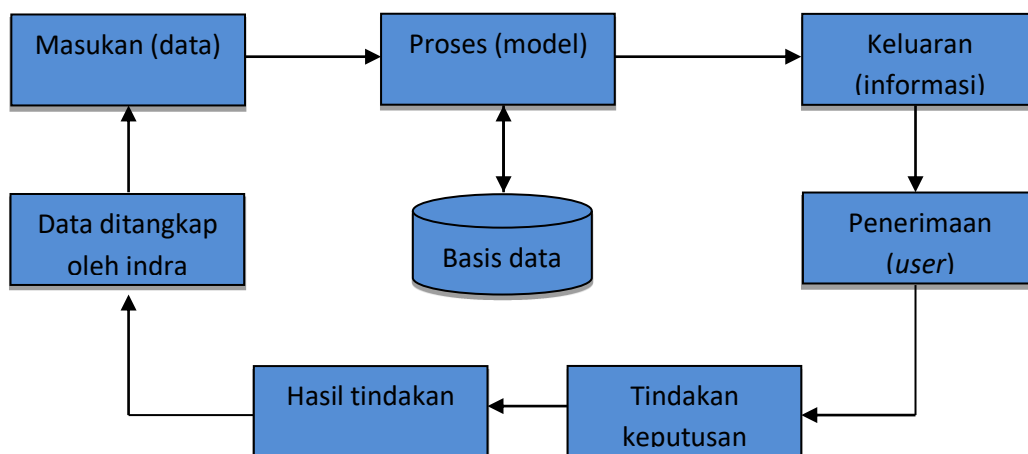 Masukan (data)
Proses (model)
Keluaran
(informasi)
Data ditangkap
oleh indra
Basis data
Penerimaan
(user)
Hasil tindakan
Tindakan
keputusan